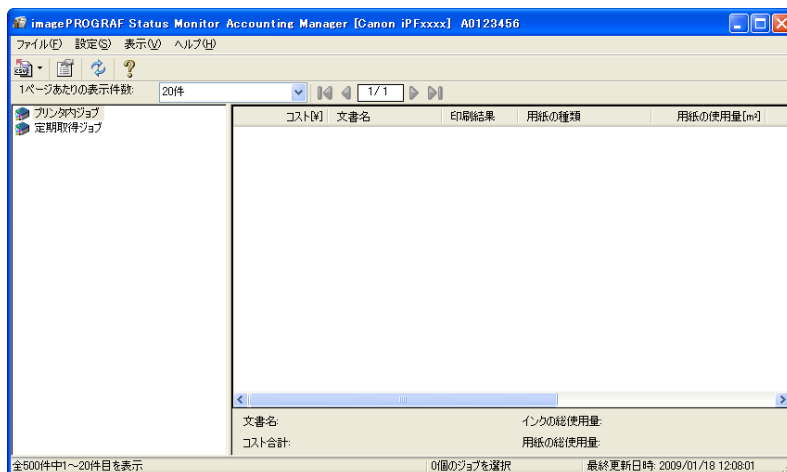 imagePROGRAF Status Monitor Accounting Manager [Canon iPFxxxx] A0123456
ファイル(F) 設定(S) 表示(V) ヘルプ(H)
CSV
1ページあたりの表示件数: 20件 1/1
プリンタ内ジョブ
定期取得ジョブ
コスト[¥] 文書名 印刷結果 用紙の種類 用紙の使用量[m²]
文書名: インクの総使用量:
コスト合計: 用紙の総使用量:
全500件中1～20件目を表示 0個のジョブを選択 最終更新日時: 2009/01/18 12:08:01